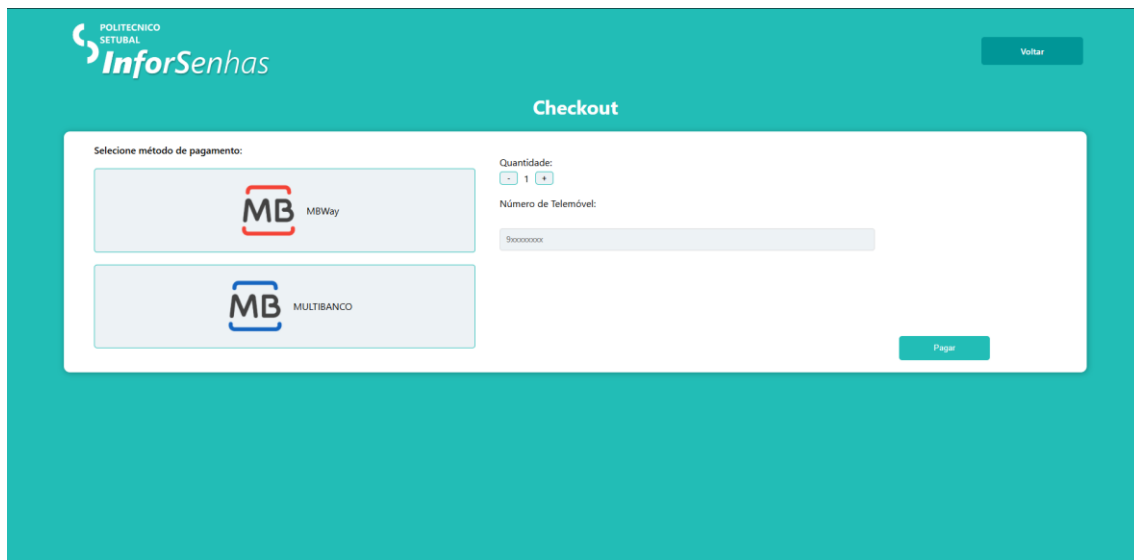 POLITECNICO
SETUBAL
InforSenhas
Voltar
Checkout
Selecione método de pagamento:
MB MBWay
MB MULTIBANCO
Quantidade:
- 1 +
Número de Telemóvel:
9xxxxxxxx
Pagar